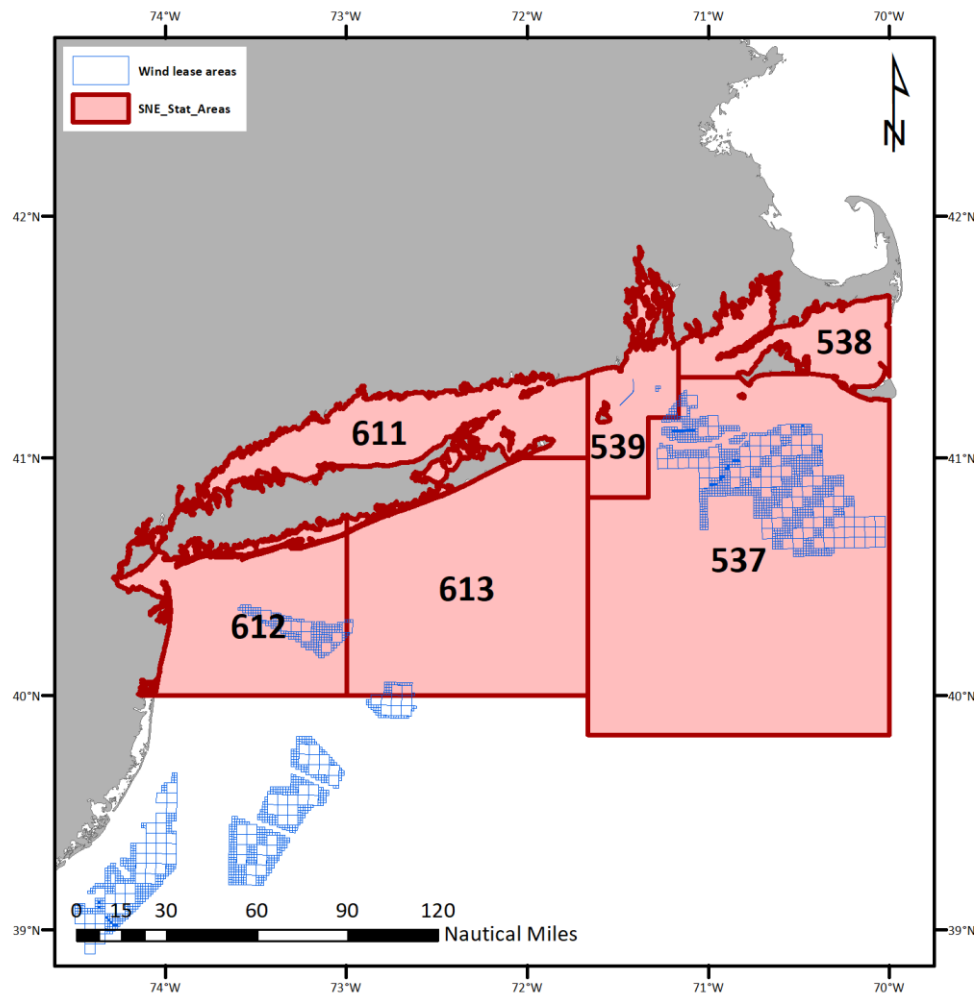 74°W 73°W 72°W 71°W 70°W
Wind lease areas
SNE_Stat_Areas
N
42°N 42°N
538
611
539
41°N 41°N
537
613
612
40°N 40°N
0 15 30 60 90 120
Nautical Miles
39°N 39°N
74°W 73°W 72°W 71°W 70°W